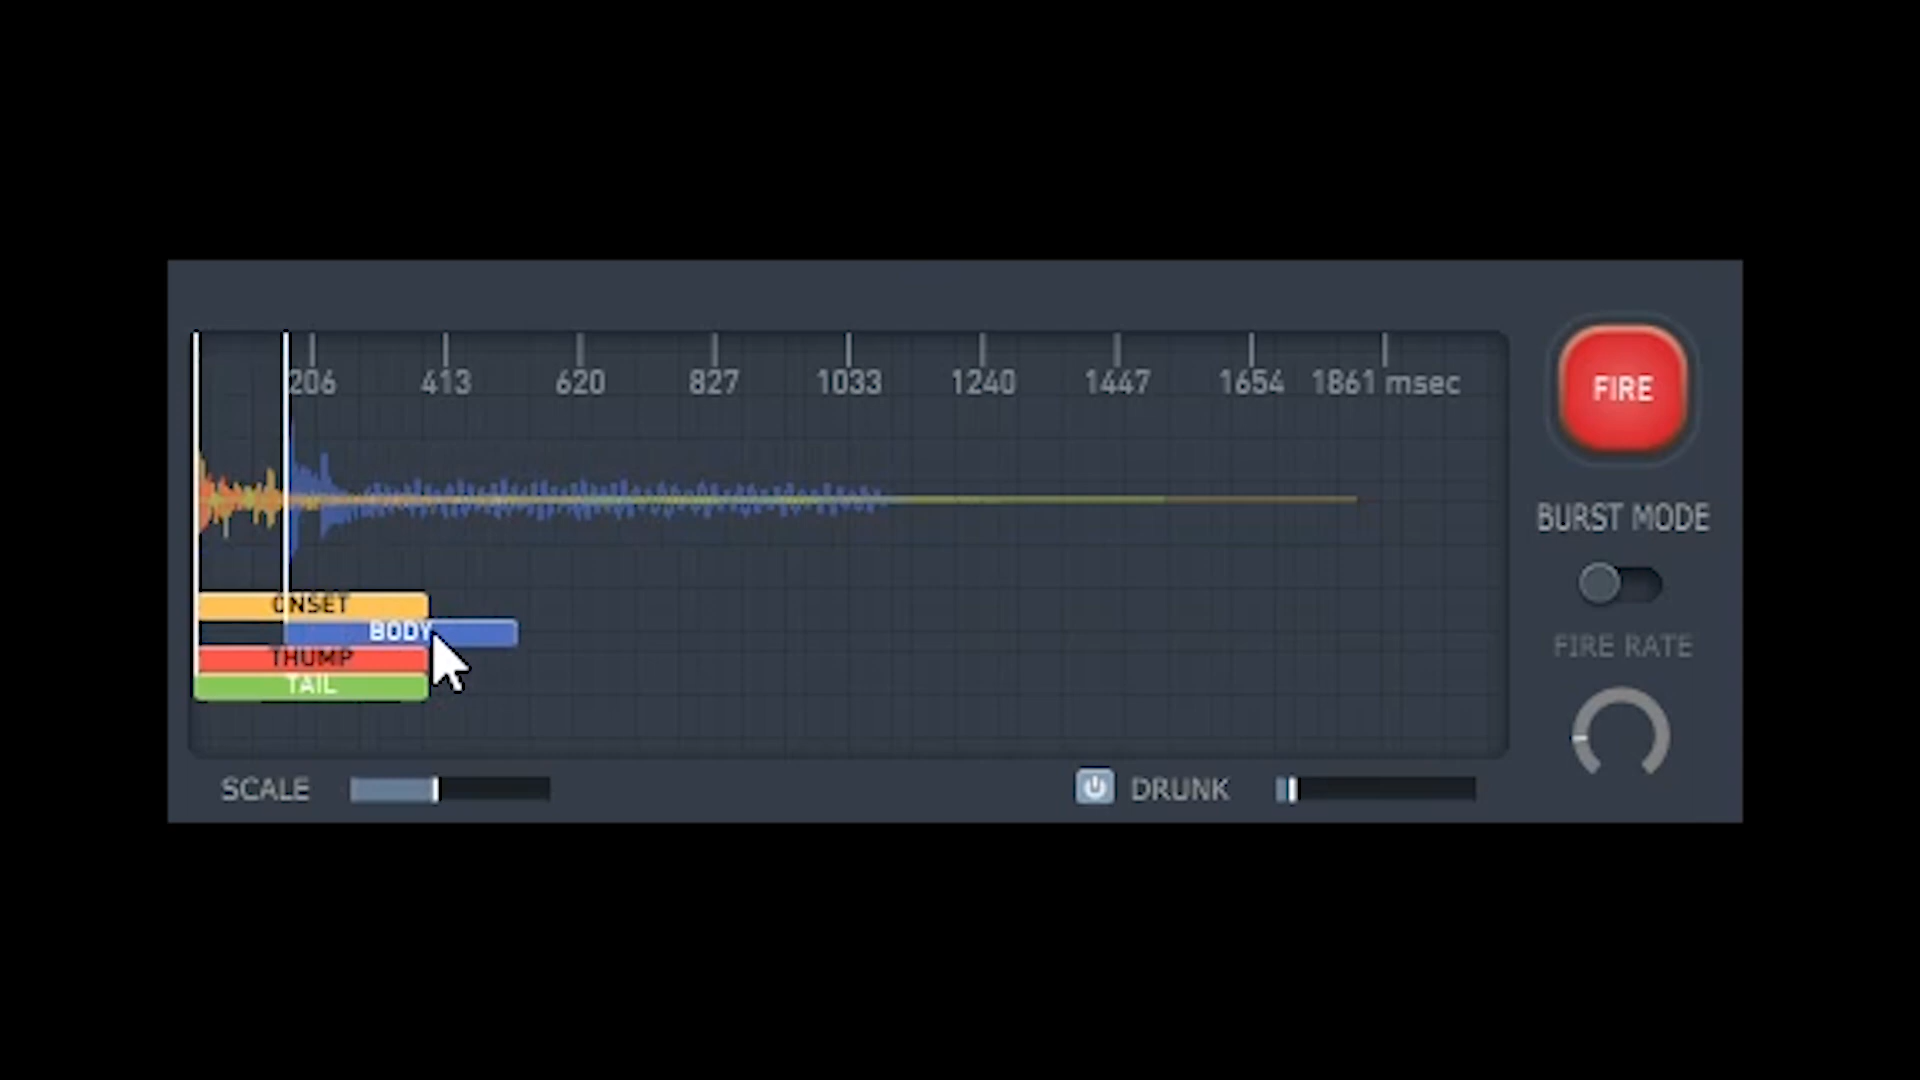 206 413 620 827 1033 1240 1447 1654 1861 msec
FIRE
BURST MODE
ONSET
BODY
THUMP
TAIL
FIRE RATE
SCALE
DRUNK